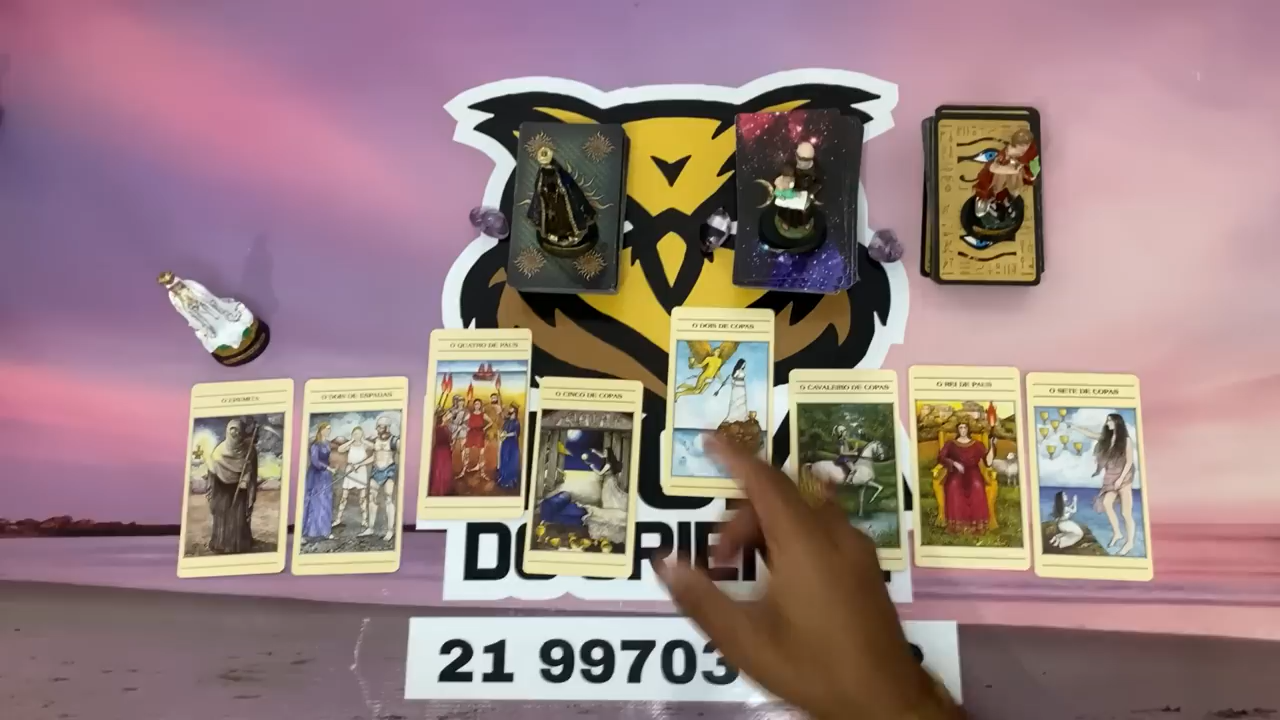 O EREMITA
O DOIS DE ESPADAS
O QUATRO DE PAUS
O CINCO DE COPAS
O DOIS DE COPAS
O CAVALEIRO DE COPAS
O REI DE PAUS
O SETE DE COPAS
21 99703